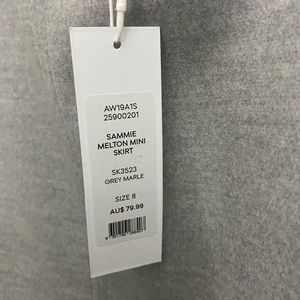 AW19A1S
25900201
SAMMIE
MELTON MINI
SKIRT
SK3523
GREY MARLE
SIZE 8
AU$ 79.99